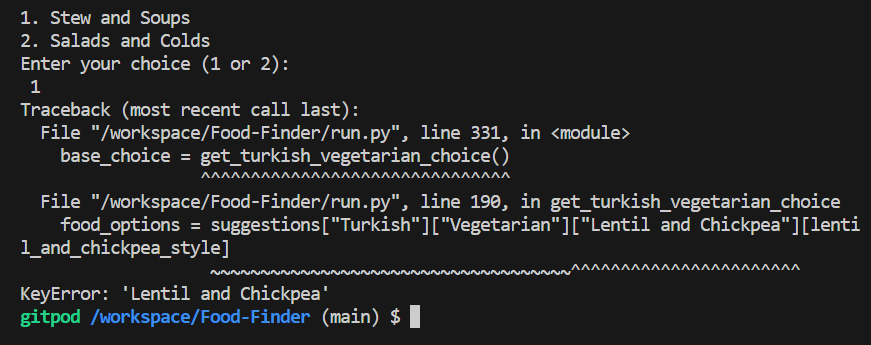 1. Stew and Soups
2. Salads and Colds
Enter your choice (1 or 2):
 1
Traceback (most recent call last):
  File "/workspace/Food-Finder/run.py", line 331, in <module>
    base_choice = get_turkish_vegetarian_choice()
                  ^^^^^^^^^^^^^^^^^^^^^^^^^^^^^^^
  File "/workspace/Food-Finder/run.py", line 190, in get_turkish_vegetarian_choice
    food_options = suggestions["Turkish"]["Vegetarian"]["Lentil and Chickpea"][lenti
l_and_chickpea_style]
                   ~~~~~~~~~~~~~~~~~~~~~~~~~~~~~~~~~~~~^^^^^^^^^^^^^^^^^^^^^^^
KeyError: 'Lentil and Chickpea'
gitpod /workspace/Food-Finder (main) $